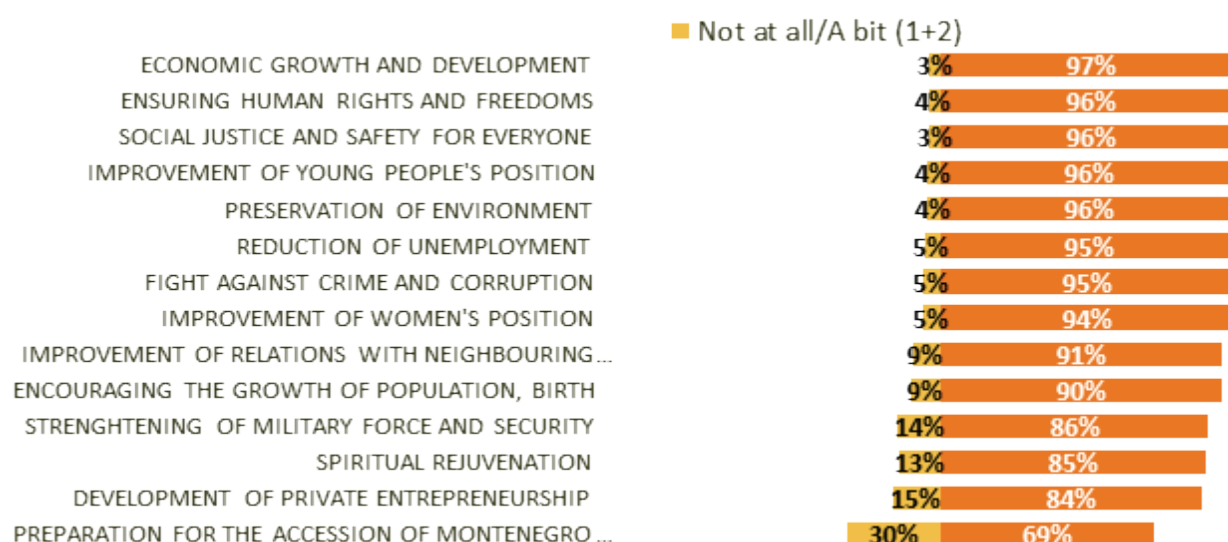 Not at all/A bit (1+2)
ECONOMIC GROWTH AND DEVELOPMENT 3% 97%
ENSURING HUMAN RIGHTS AND FREEDOMS 4% 96%
SOCIAL JUSTICE AND SAFETY FOR EVERYONE 3% 96%
IMPROVEMENT OF YOUNG PEOPLE'S POSITION 4% 96%
PRESERVATION OF ENVIRONMENT 4% 96%
REDUCTION OF UNEMPLOYMENT 5% 95%
FIGHT AGAINST CRIME AND CORRUPTION 5% 95%
IMPROVEMENT OF WOMEN'S POSITION 5% 94%
IMPROVEMENT OF RELATIONS WITH NEIGHBOURING... 9% 91%
ENCOURAGING THE GROWTH OF POPULATION, BIRTH 9% 90%
STRENGHTENING OF MILITARY FORCE AND SECURITY 14% 86%
SPIRITUAL REJUVENATION 13% 85%
DEVELOPMENT OF PRIVATE ENTREPRENEURSHIP 15% 84%
PREPARATION FOR THE ACCESSION OF MONTENEGRO... 30% 69%